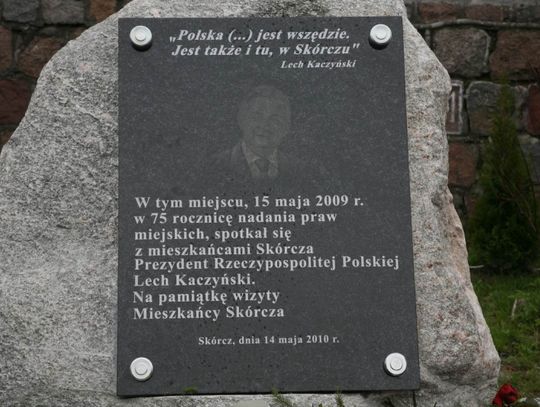 „Polska (...) jest wszędzie.
Jest także i tu, w Skórczu"
Lech Kaczyński
W tym miejscu, 15 maja 2009 r.
w 75 rocznicę nadania praw
miejskich, spotkał się
z mieszkańcami Skórcza
Prezydent Rzeczypospolitej Polskiej
Lech Kaczyński.
Na pamiątkę wizyty
Mieszkańcy Skórcza
Skórcz, dnia 14 maja 2010 r.